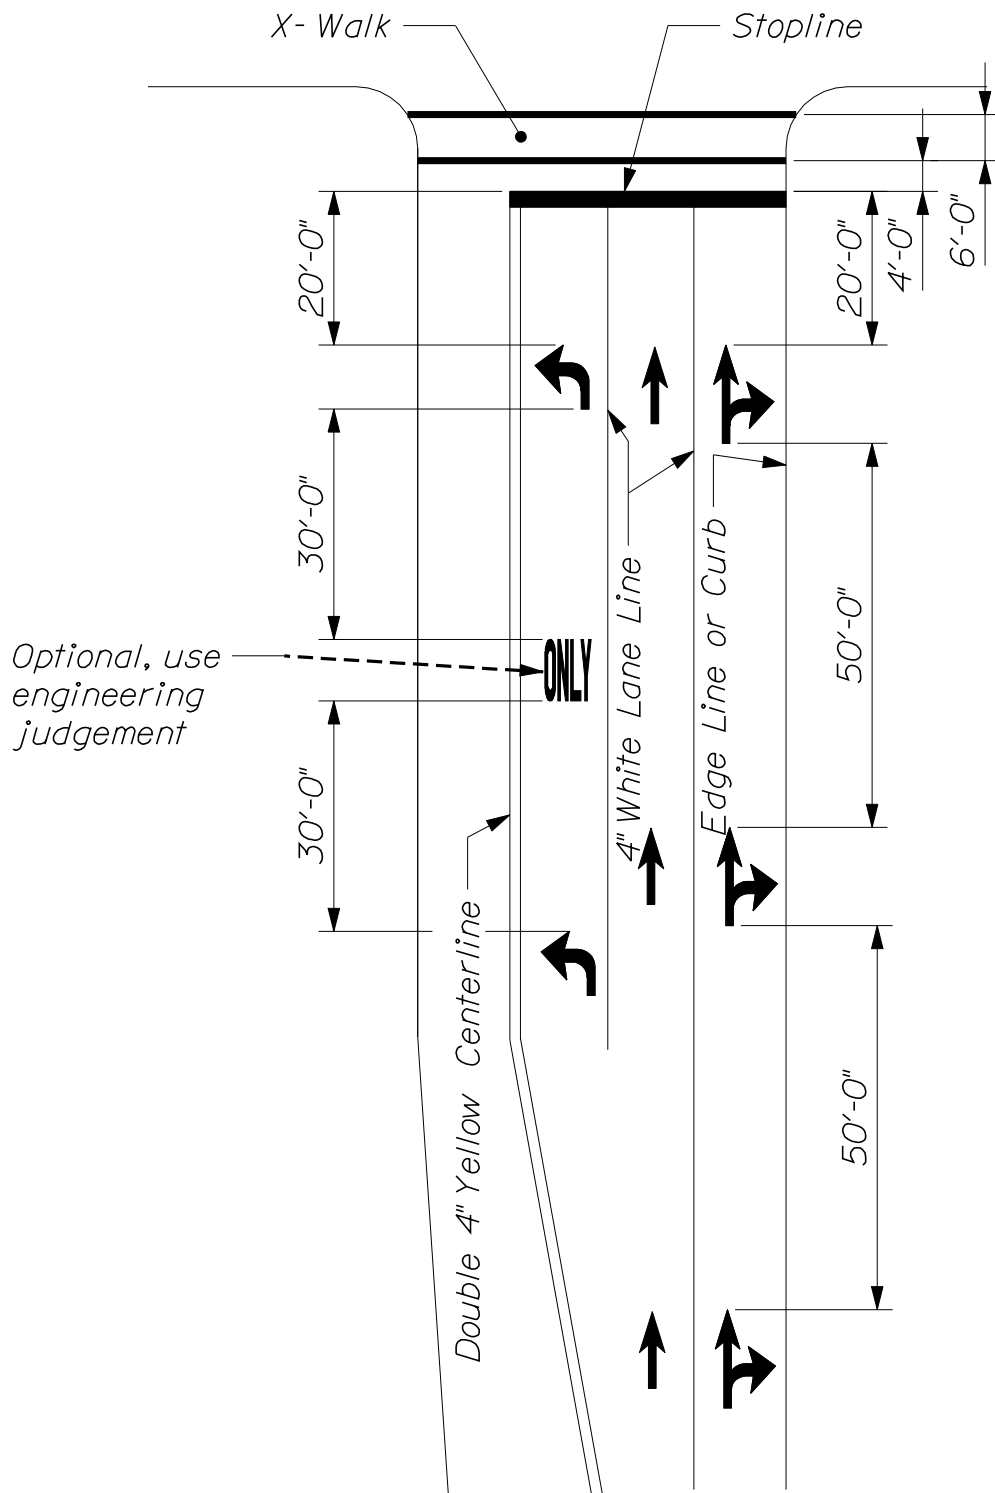 X-Walk
Stopline
6'-0"
4'-0"
20'-0"
20'-0"
30'-0"
50'-0"
4" White Lane Line
Edge Line or Curb
ONLY
Optional, use
engineering
judgement
30'-0"
Double 4" Yellow Centerline
50'-0"